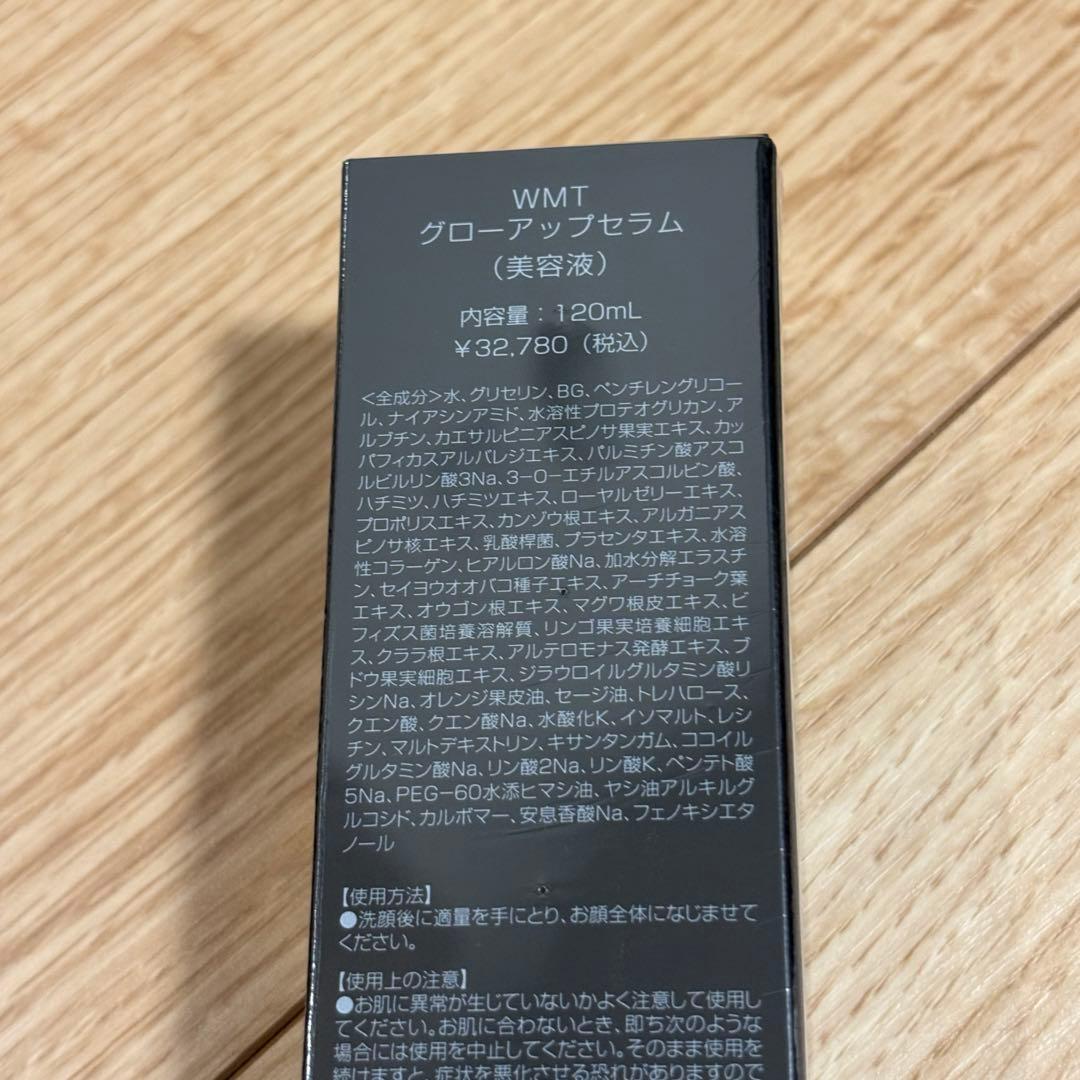 WMT
グローアップセラム
（美容液）
内容量：120mL
￥32,780（税込）
<全成分>水、グリセリン、BG、ペンチレングリコー
ル、ナイアシンアミド、水溶性プロテオグリカン、ア
ルブチン、カエサルピニアスピノサ果実エキス、カッ
パフィカスアルバレジエキス、パルミチン酸アスコ
ルビルリン酸3Na、3-O-エチルアスコルビン酸、
ハチミツ、ハチミツエキス、ローヤルゼリーエキス、
プロポリスエキス、カンゾウ根エキス、アルガニアス
ピノサ核エキス、乳酸桿菌、プラセンタエキス、水溶
性コラーゲン、ヒアルロン酸Na、加水分解エラスチ
ン、セイヨウオオバコ種子エキス、アーチチョーク葉
エキス、オウゴン根エキス、マグワ根皮エキス、ビ
フィズス菌培養溶解質、リンゴ果実培養細胞エキ
ス、クララ根エキス、アルテロモナス発酵エキス、ブ
ドウ果実細胞エキス、ジラウロイルグルタミン酸リ
シンNa、オレンジ果皮油、セージ油、トレハロース、
クエン酸、クエン酸Na、水酸化K、イソマルト、レシ
チン、マルトデキストリン、キサンタンガム、ココイル
グルタミン酸Na、リン酸2Na、リン酸K、ペンテト酸
5Na、PEG-60水添ヒマシ油、ヤシ油アルキルグ
ルコシド、カルボマー、安息香酸Na、フェノキシエタ
ノール
【使用方法】
●洗顔後に適量を手にとり、お顔全体になじませて
ください。
【使用上の注意】
●お肌に異常が生じていないかよく注意して使用し
てください。お肌に合わないとき、即ち次のような
場合には使用を中止してください。そのまま使用を
続けますと、症状を悪化させる恐れがありますので